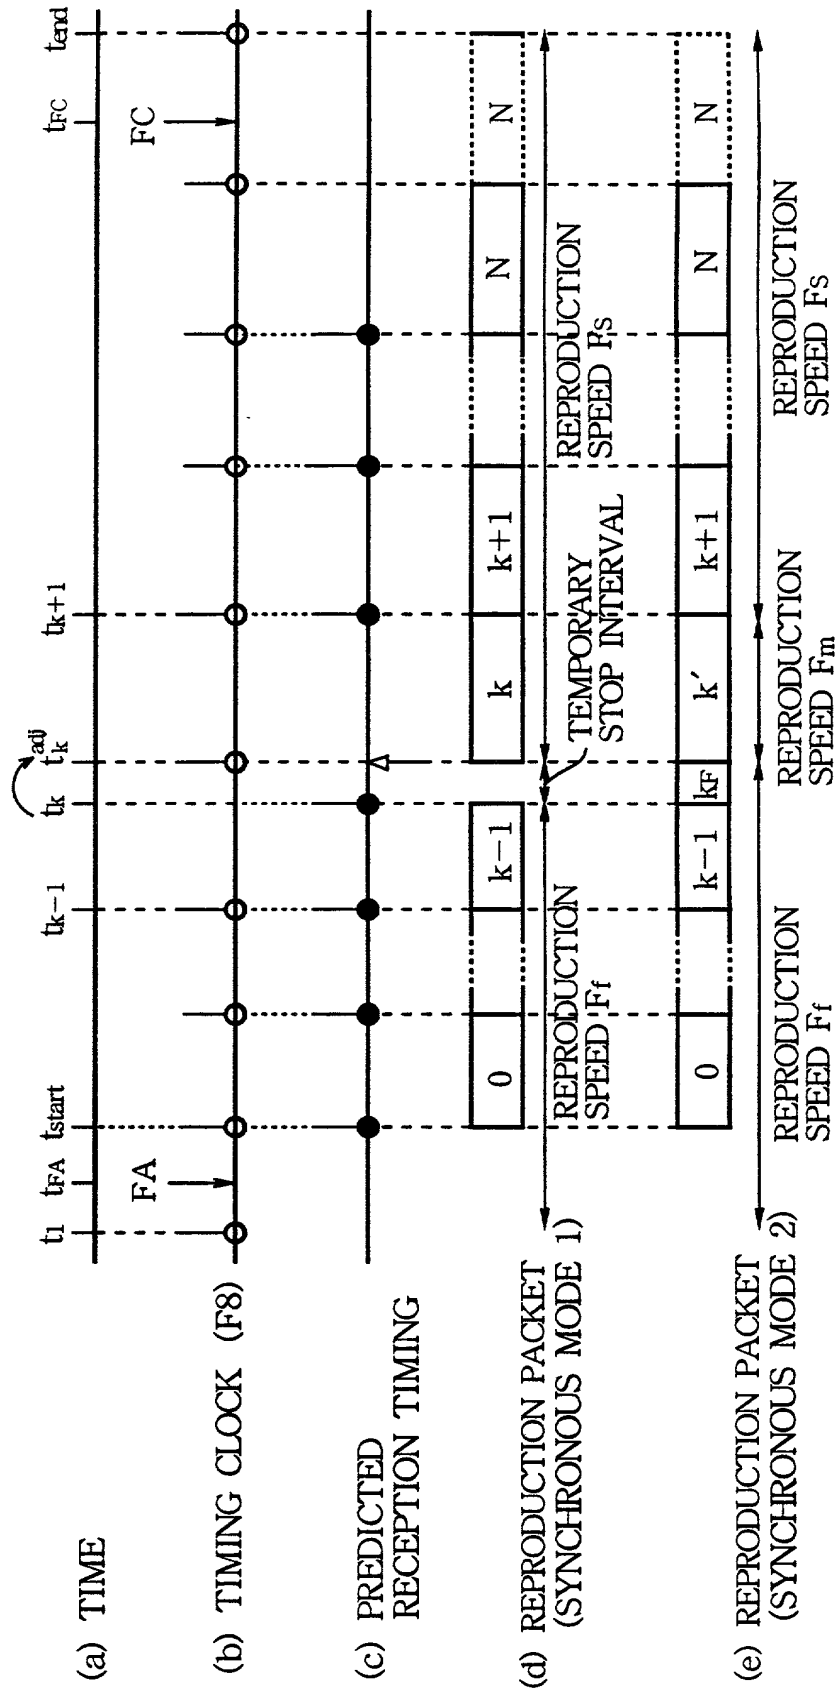 (a) TIME
t1
tFA
tstart
tk−1
tk
adj
tk
tk+1
tFC
tend
(b) TIMING CLOCK (F8)
FA
FC
(c) PREDICTED
RECEPTION TIMING
(d) REPRODUCTION PACKET
(SYNCHRONOUS MODE 1)
0
k−1
k
k+1
N
N
REPRODUCTION
SPEED Ff
TEMPORARY
STOP INTERVAL
REPRODUCTION
SPEED Fs
(e) REPRODUCTION PACKET
(SYNCHRONOUS MODE 2)
0
k−1
kF
k′
k+1
N
N
REPRODUCTION
SPEED Ff
REPRODUCTION
SPEED Fm
REPRODUCTION
SPEED Fs